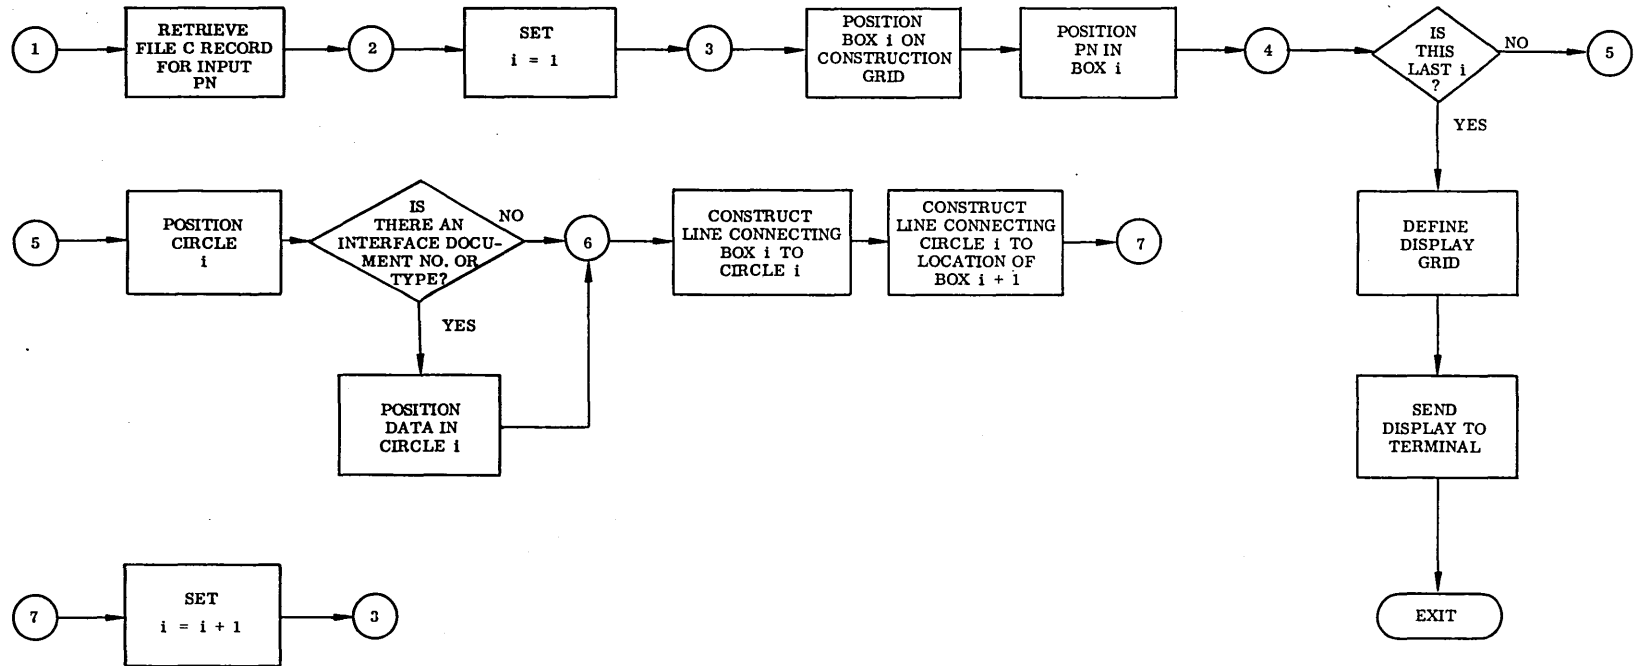 1
RETRIEVE
FILE C RECORD
FOR INPUT
PN
2
SET
i = 1
3
POSITION
BOX i ON
CONSTRUCTION
GRID
POSITION
PN IN
BOX i
4
IS
THIS
LAST i
?
NO
5
YES
DEFINE
DISPLAY
GRID
SEND
DISPLAY TO
TERMINAL
EXIT
5
POSITION
CIRCLE
i
IS
THERE AN
INTERFACE DOCU-
MENT NO. OR
TYPE?
NO
6
YES
POSITION
DATA IN
CIRCLE i
CONSTRUCT
LINE CONNECTING
BOX i TO
CIRCLE i
CONSTRUCT
LINE CONNECTING
CIRCLE i TO
LOCATION OF
BOX i + 1
7
7
SET
i = i + 1
3